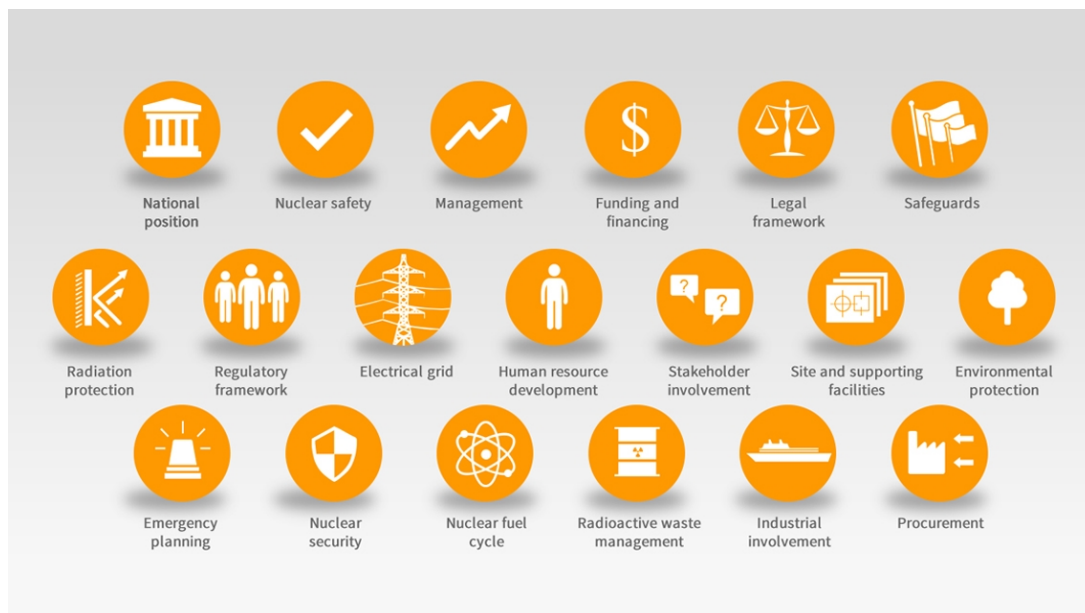 National
position
Nuclear safety
Management
Funding and
financing
Legal
framework
Safeguards
Radiation
protection
Regulatory
framework
Electrical grid
Human resource
development
Stakeholder
involvement
Site and supporting
facilities
Environmental
protection
Emergency
planning
Nuclear
security
Nuclear fuel
cycle
Radioactive waste
management
Industrial
involvement
Procurement